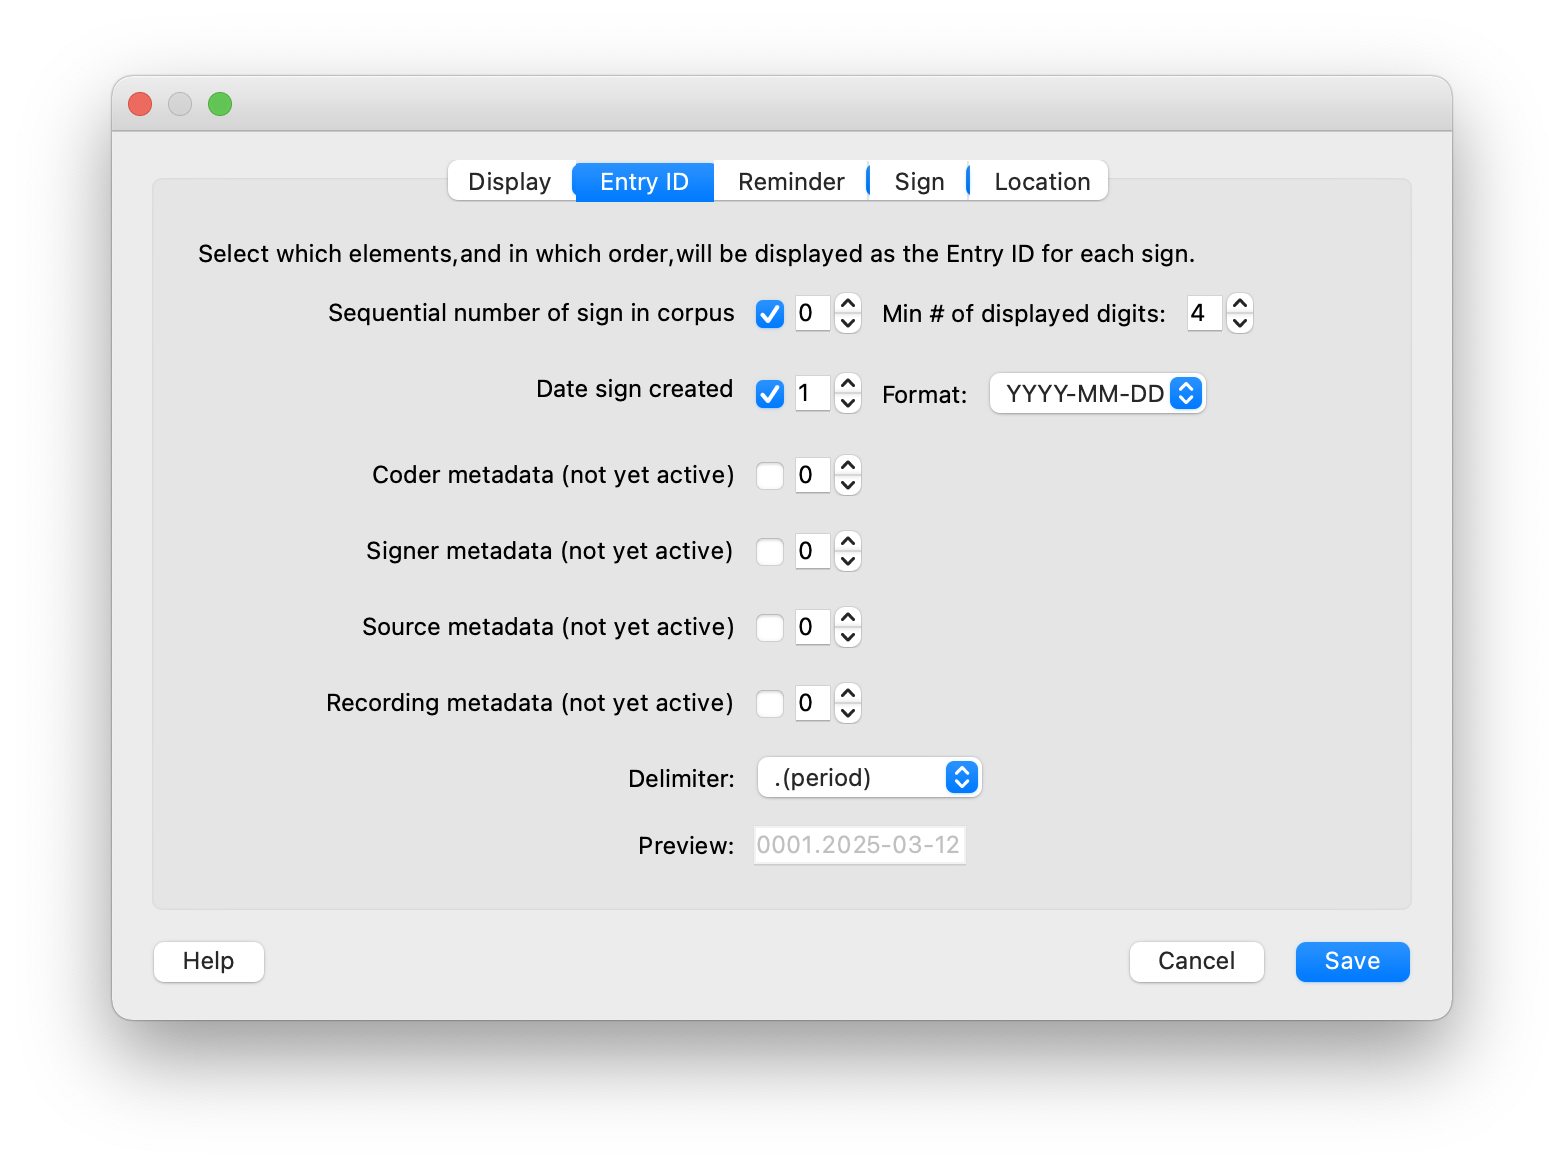 Display Entry ID Reminder Sign Location
Select which elements,and in which order,will be displayed as the Entry ID for each sign.
Sequential number of sign in corpus 0 Min # of displayed digits: 4
Date sign created 1 Format: YYYY-MM-DD
Coder metadata (not yet active) 0
Signer metadata (not yet active) 0
Source metadata (not yet active) 0
Recording metadata (not yet active) 0
Delimiter: .(period)
Preview: 0001.2025-03-12
Help Cancel Save